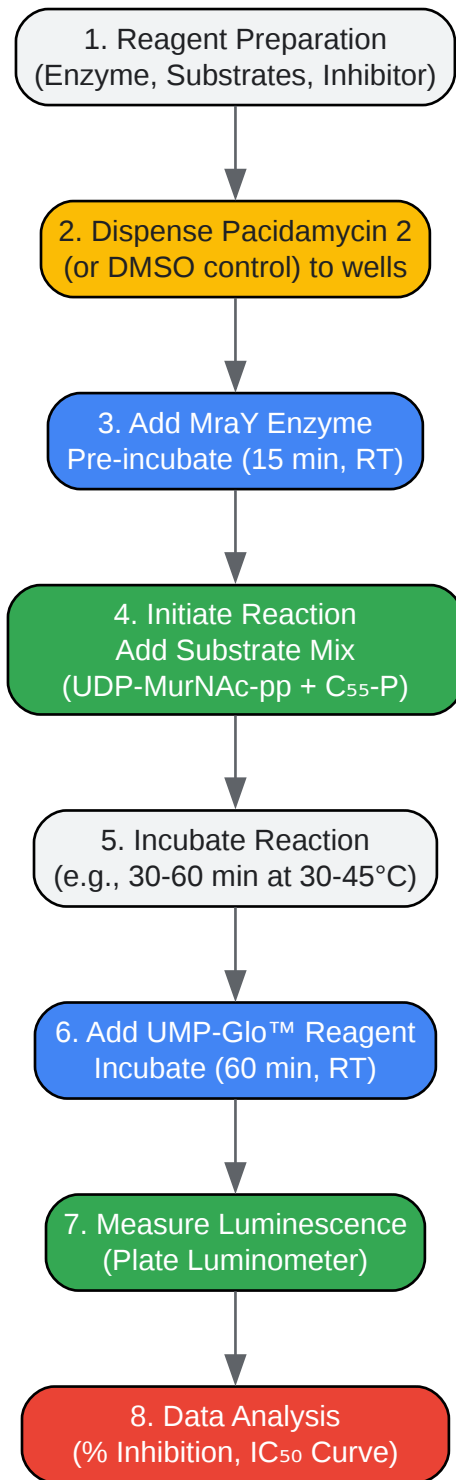 1. Reagent Preparation
(Enzyme, Substrates, Inhibitor)
2. Dispense Pacidamycin 2
(or DMSO control) to wells
3. Add MraY Enzyme
Pre-incubate (15 min, RT)
4. Initiate Reaction
Add Substrate Mix
(UDP-MurNAc-pp + C₅₅-P)
5. Incubate Reaction
(e.g., 30-60 min at 30-45°C)
6. Add UMP-Glo™ Reagent
Incubate (60 min, RT)
7. Measure Luminescence
(Plate Luminometer)
8. Data Analysis
(% Inhibition, IC₅₀ Curve)